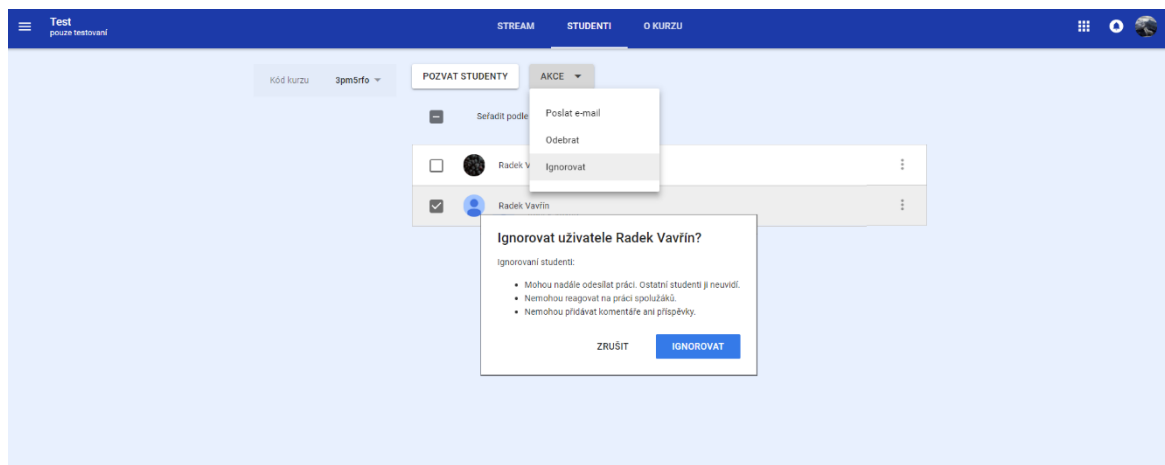 Test
pouze testovaní
STREAM
STUDENTI
O KURZU
Kód kurzu 3pm5rfo
POZVAT STUDENTY
AKCE
Seřadit podle
Poslat e-mail
Odebrat
Ignorovat
Radek V
Radek Vavřín
Ignorovat uživatele Radek Vavřín?
Ignorovaní studenti:
Mohou nadále odesílat práci. Ostatní studenti ji neuvidí.
Nemohou reagovat na práci spolužáků.
Nemohou přidávat komentáře ani příspěvky.
ZRUŠIT
IGNOROVAT